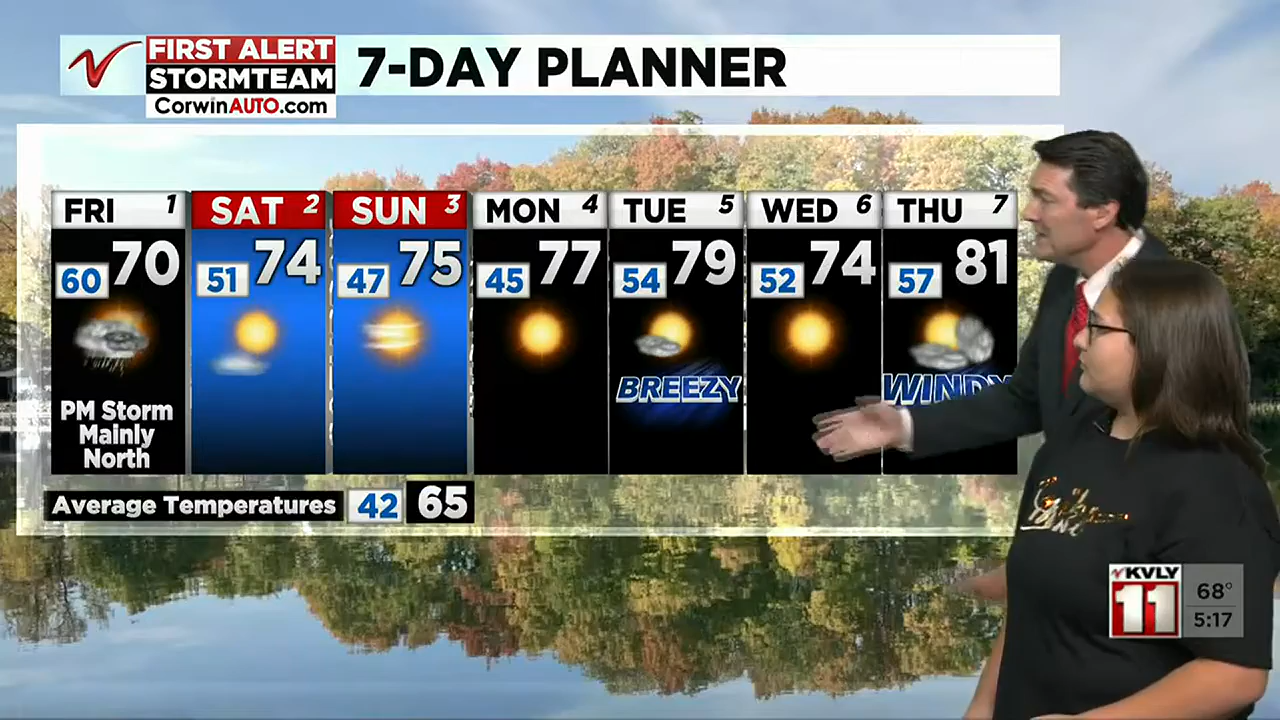 FIRST ALERT
STORMTEAM
CorwinAUTO.com
7-DAY PLANNER
FRI 1
SAT 2
SUN 3
MON 4
TUE 5
WED 6
THU 7
60 70
51 74
47 75
45 77
54 79
52 74
57 81
BREEZY
WINDY
PM Storm
Mainly
North
Average Temperatures 42 65
KVLY
11
68°
5:17